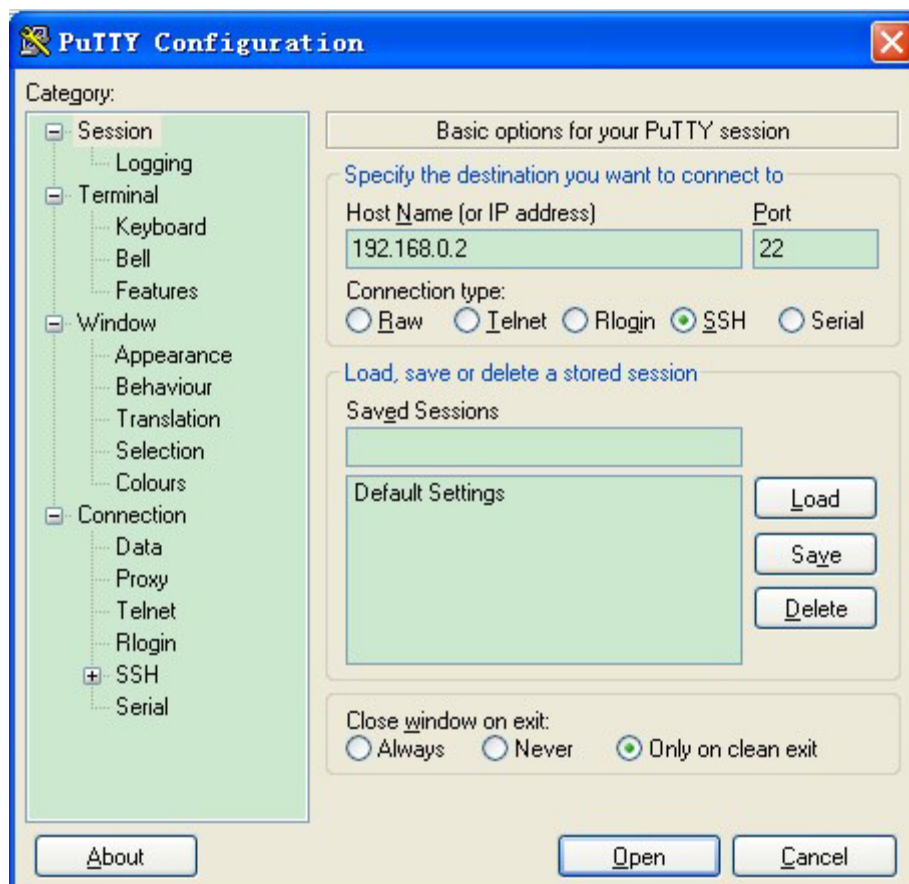 PuTTY Configuration
Category:
Session
Logging
Terminal
Keyboard
Bell
Features
Window
Appearance
Behaviour
Translation
Selection
Colours
Connection
Data
Proxy
Telnet
Rlogin
SSH
Serial
Basic options for your PuTTY session
Specify the destination you want to connect to
Host Name (or IP address) Port
192.168.0.2 22
Connection type:
Raw Telnet Rlogin SSH Serial
Load, save or delete a stored session
Saved Sessions
Default Settings
Load
Save
Delete
Close window on exit:
Always Never Only on clean exit
About Open Cancel